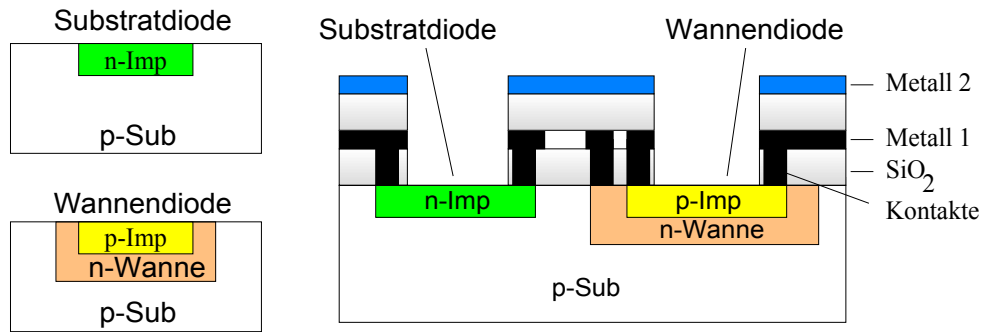 Substratdiode
n-Imp
p-Sub
Wannendiode
p-Imp
n-Wanne
p-Sub
Substratdiode
Wannendiode
Metall 2
Metall 1
SiO2
Kontakte
n-Imp
p-Imp
n-Wanne
p-Sub